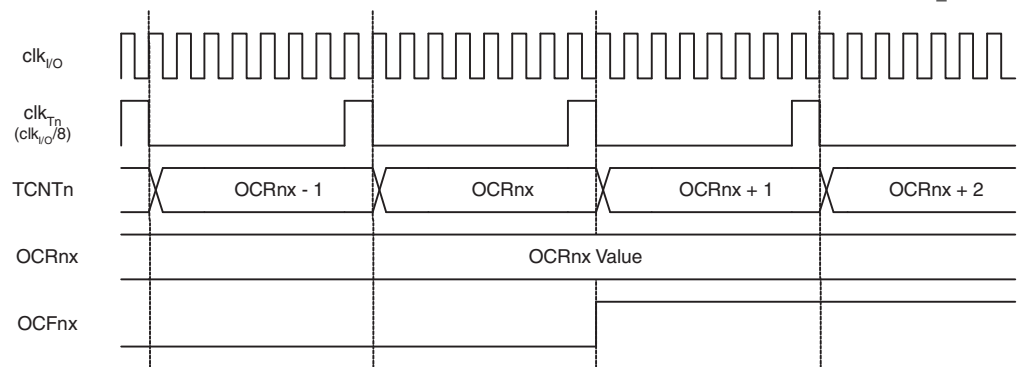 clkI/O
clkTn
(clkI/O/8)
TCNTn OCRnx - 1 OCRnx OCRnx + 1 OCRnx + 2
OCRnx OCRnx Value
OCFnx